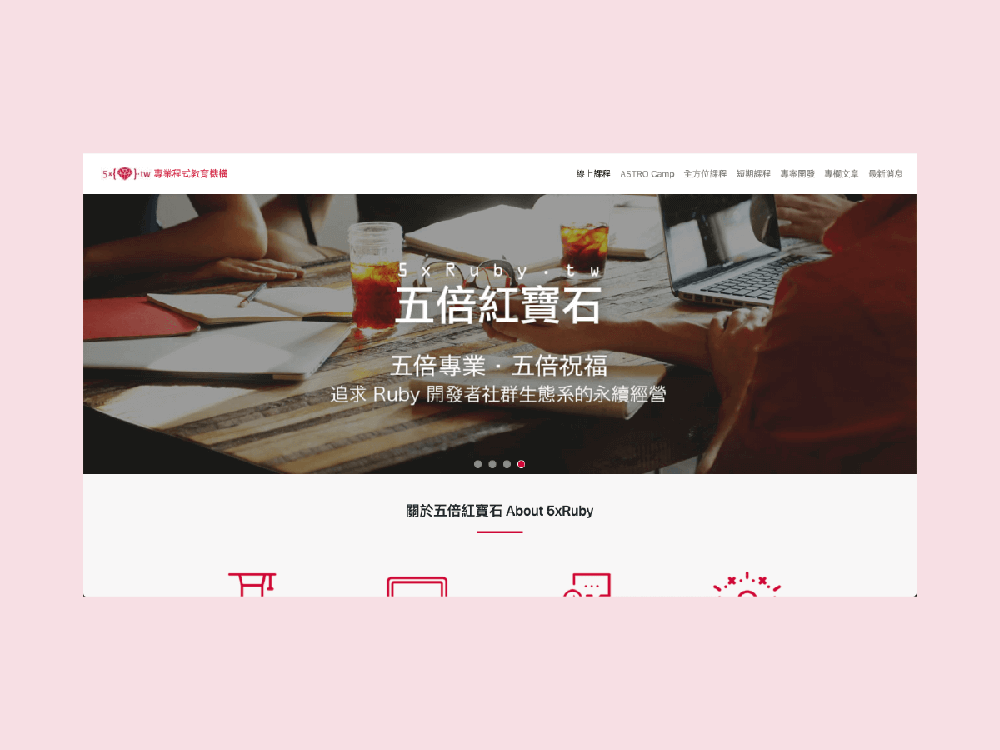 5x{ }.tw 專業程式教育機構
線上課程 ASTRO Camp 全方位課程 短期課程 專案開發 專欄文章 最新消息
5xRuby.tw
五倍紅寶石
五倍專業．五倍祝福
追求 Ruby 開發者社群生態系的永續經營
關於五倍紅寶石 About 5xRuby